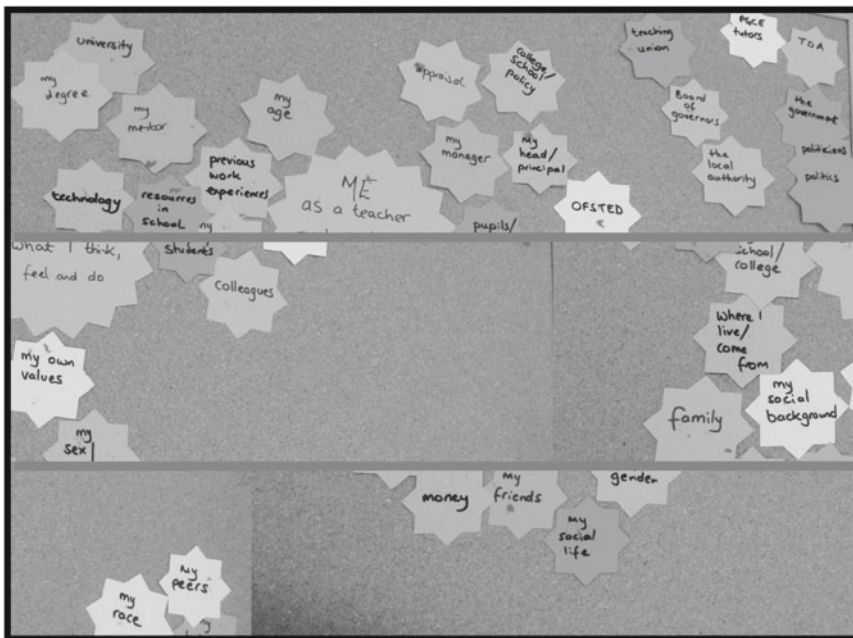 university
my
degree
my
mentor
my
age
appraisal
college/
school
policy
teaching
union
PGCE
tutors
TDA
Board
of
governors
the
government
politicians
politics
the
local
authority
my
manager
my
head/
principal
previous
work
experiences
technology
resources
in
school
my
ME
as a teacher
pupils/
OFSTED
what I think,
feel and do
student's
colleagues
school/
college
where I
live/
come
from
my own
values
my
social
background
family
my
sex/
money
my
friends
gender
my
social
life
My
peers
my
race